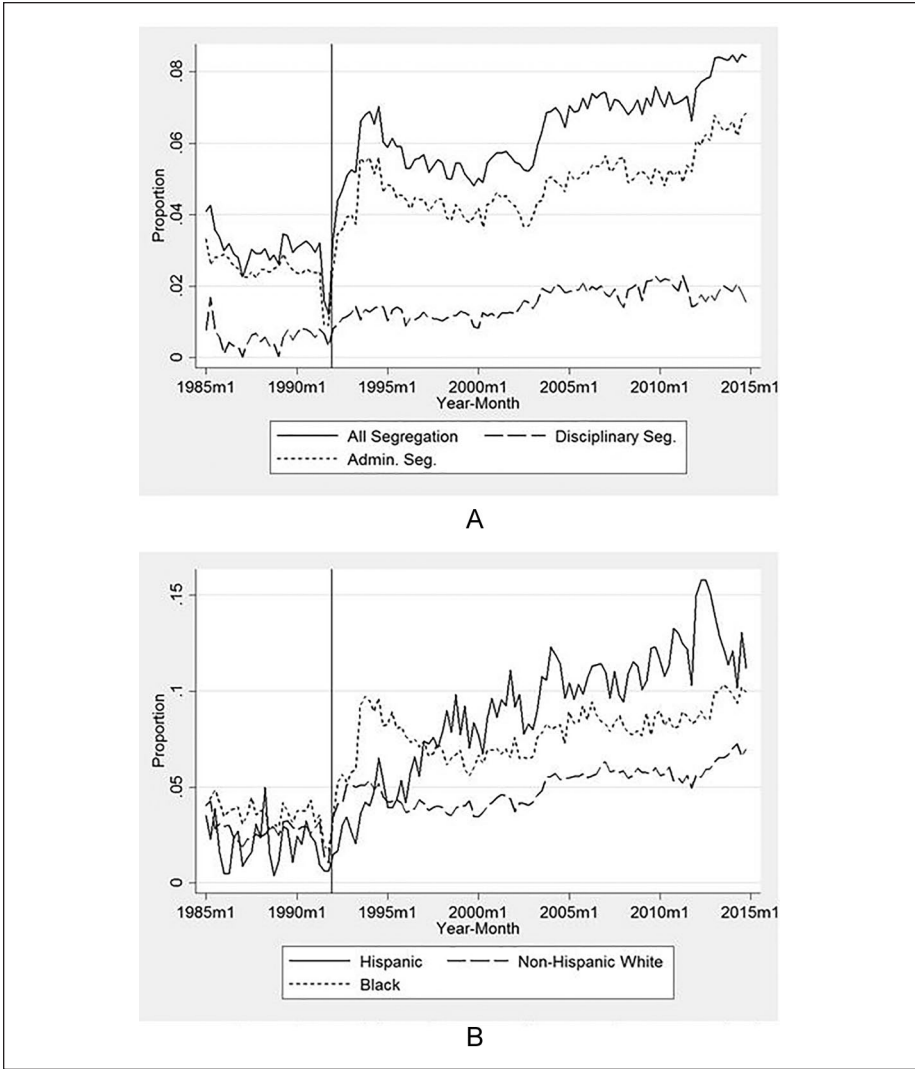 .08
.06
.04
.02
0
Proportion
1985m1 1990m1 1995m1 2000m1 2005m1 2010m1 2015m1
Year-Month
All Segregation Disciplinary Seg.
Admin. Seg.
A
.15
.1
.05
0
Proportion
1985m1 1990m1 1995m1 2000m1 2005m1 2010m1 2015m1
Year-Month
Hispanic Non-Hispanic White
Black
B